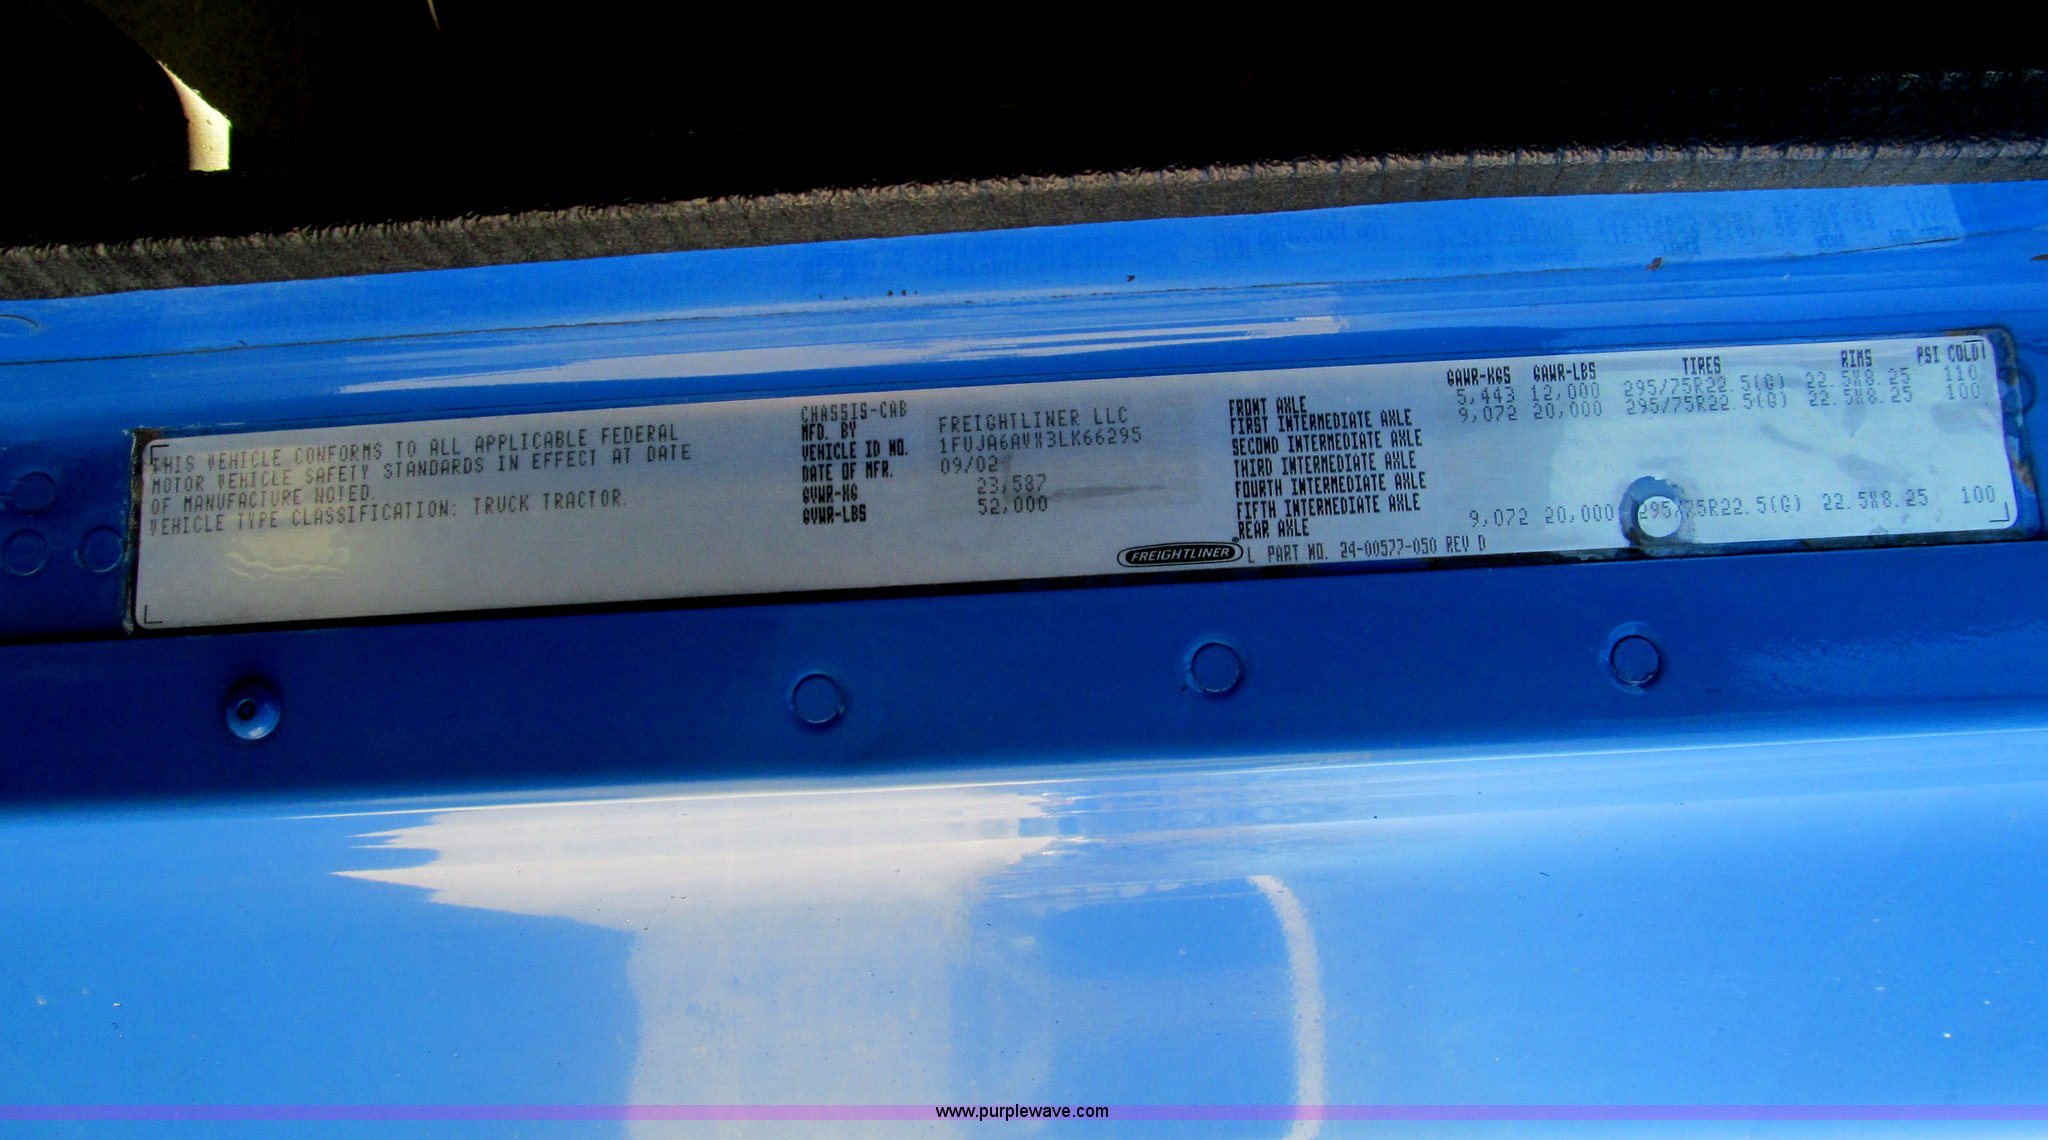 THIS VEHICLE CONFORMS TO ALL APPLICABLE FEDERAL
MOTOR VEHICLE SAFETY STANDARDS IN EFFECT AT DATE
OF MANUFACTURE NOTED.
VEHICLE TYPE CLASSIFICATION: TRUCK TRACTOR.
CHASSIS-CAB
MFD. BY FREIGHTLINER LLC
VEHICLE ID NO. 1FUJA6AVX3LK66295
DATE OF MFR. 09/02
GVWR-KG 23,587
GVWR-LBS 52,000
GAWR-KGS GAWR-LBS TIRES RIMS PSI COLD
FRONT AXLE 5,443 12,000 295/75R22.5(G) 22.5X8.25 110
FIRST INTERMEDIATE AXLE 9,072 20,000 295/75R22.5(G) 22.5X8.25 100
SECOND INTERMEDIATE AXLE
THIRD INTERMEDIATE AXLE
FOURTH INTERMEDIATE AXLE
FIFTH INTERMEDIATE AXLE
REAR AXLE 9,072 20,000 295/75R22.5(G) 22.5X8.25 100
FREIGHTLINER L PART NO. 24-00577-050 REV D
www.purplewave.com